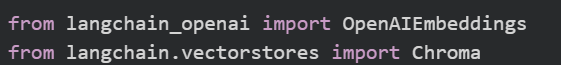 from langchain_openai import OpenAIEmbeddings
from langchain.vectorstores import Chroma